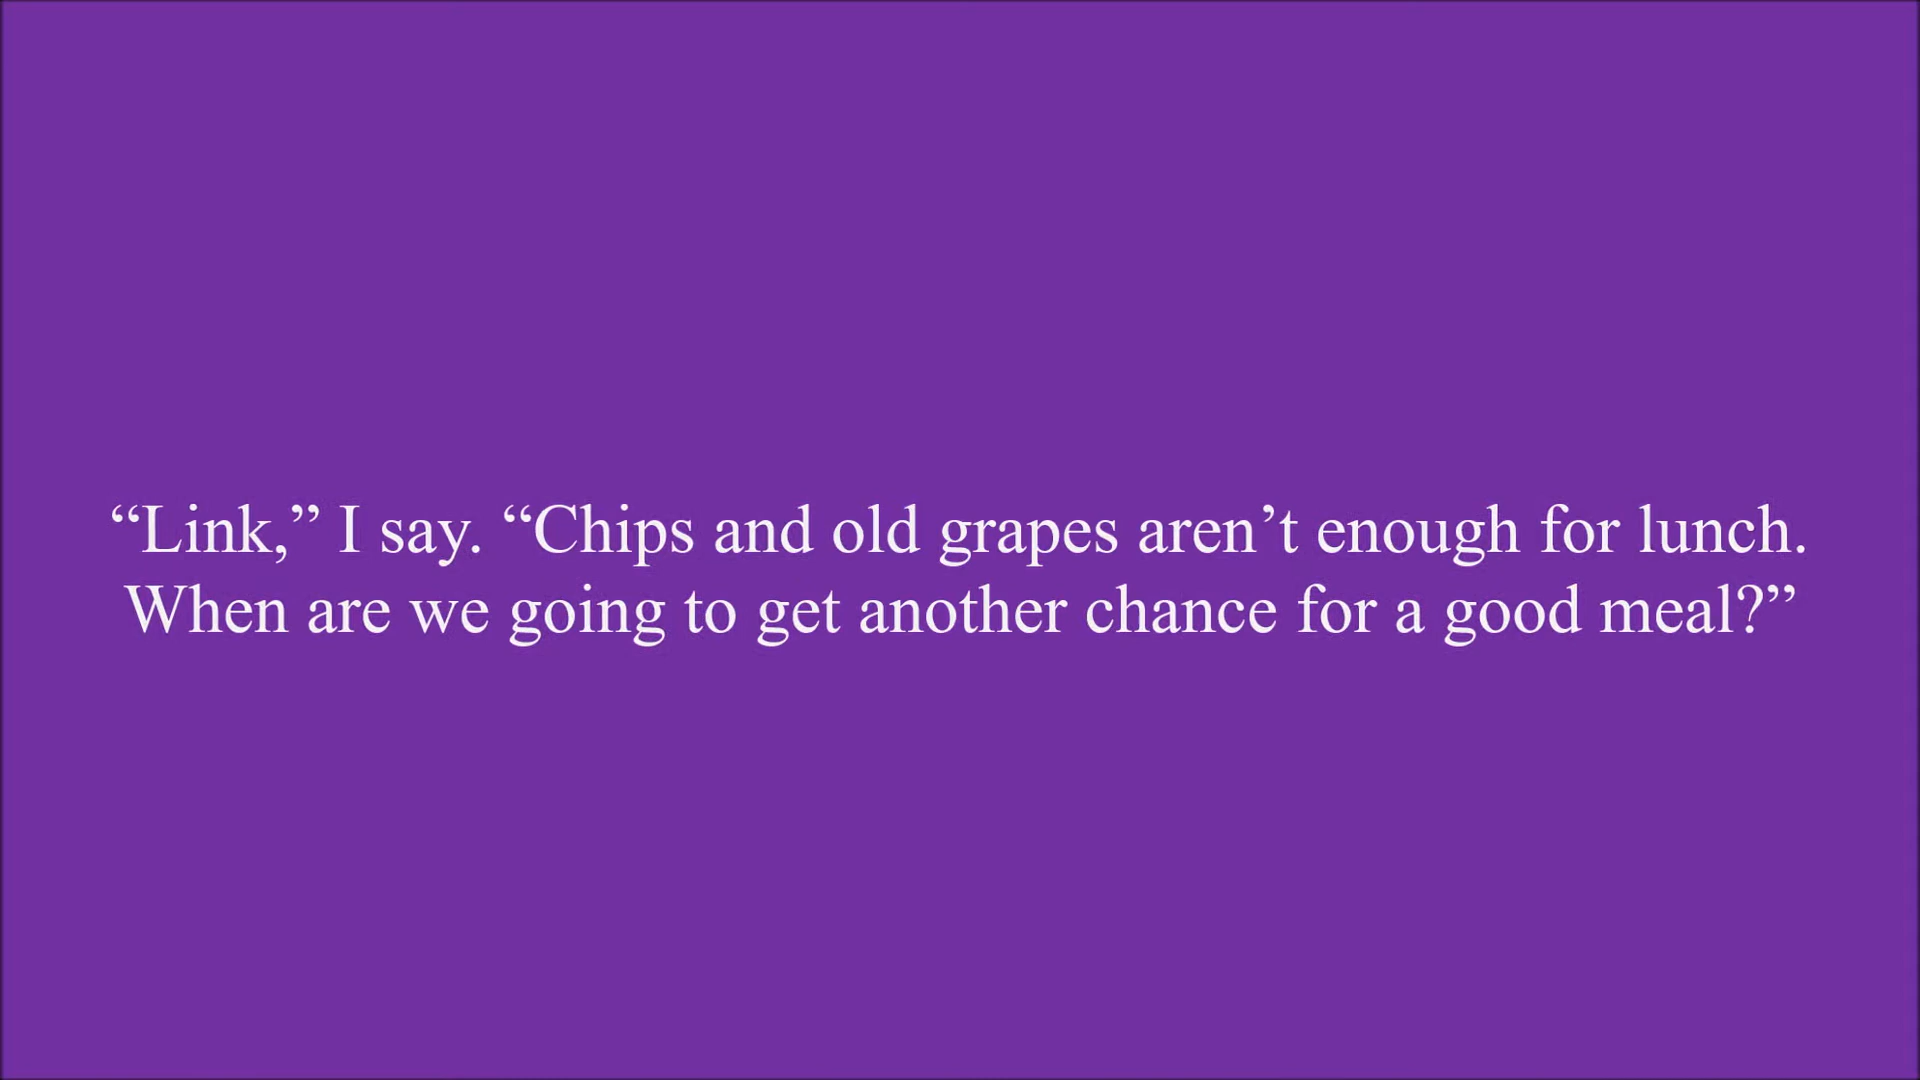 “Link,” I say. “Chips and old grapes aren’t enough for lunch.
When are we going to get another chance for a good meal?”